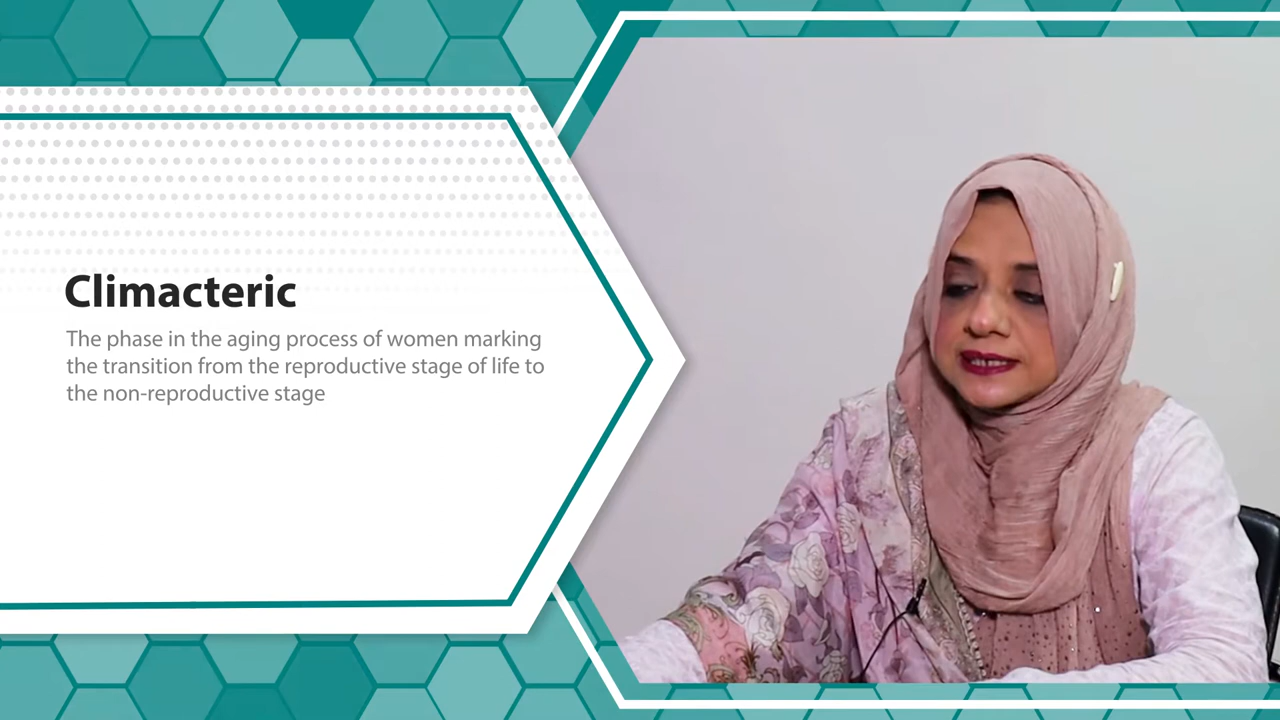 Climacteric
The phase in the aging process of women marking
the transition from the reproductive stage of life to
the non-reproductive stage